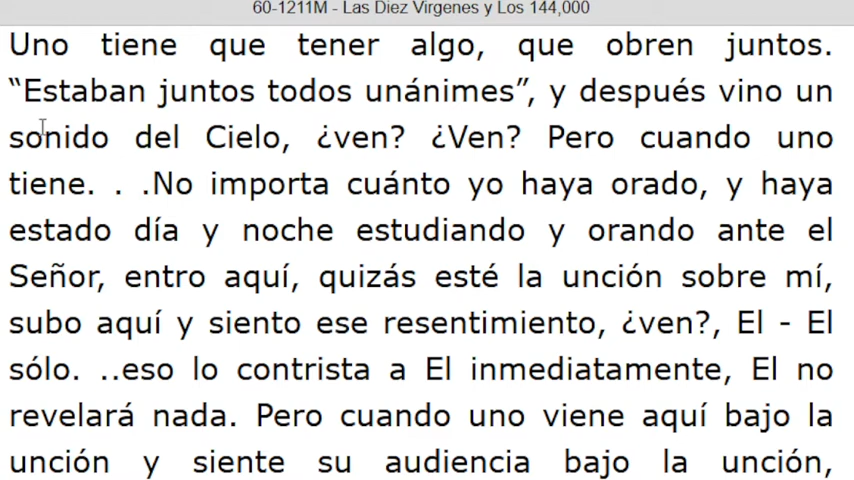 60-1211M - Las Diez Virgenes y Los 144,000
Uno tiene que tener algo, que obren juntos.
“Estaban juntos todos unánimes”, y después vino un
sonido del Cielo, ¿ven? ¿Ven? Pero cuando uno
tiene. . .No importa cuánto yo haya orado, y haya
estado día y noche estudiando y orando ante el
Señor, entro aquí, quizás esté la unción sobre mí,
subo aquí y siento ese resentimiento, ¿ven?, El - El
sólo. ..eso lo contrista a El inmediatamente, El no
revelará nada. Pero cuando uno viene aquí bajo la
unción y siente su audiencia bajo la unción,